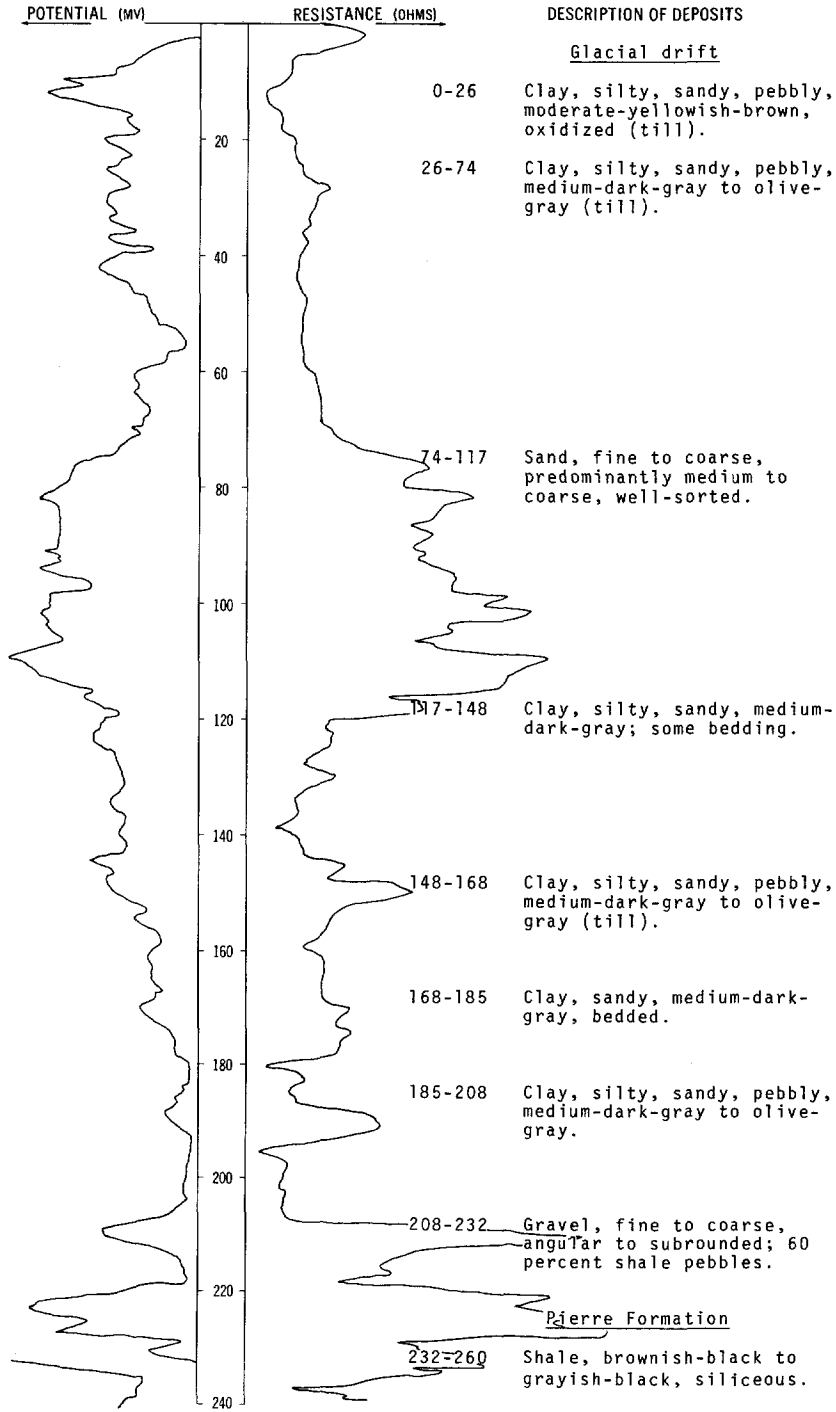 POTENTIAL (MV) RESISTANCE (OHMS) DESCRIPTION OF DEPOSITS
Glacial drift
0-26 Clay, silty, sandy, pebbly,
moderate-yellowish-brown,
oxidized (till).
20
26-74 Clay, silty, sandy, pebbly,
medium-dark-gray to olive-
gray (till).
40
60
74-117 Sand, fine to coarse,
predominantly medium to
80 coarse, well-sorted.
100
117-148 Clay, silty, sandy, medium-
120 dark-gray; some bedding.
140
148-168 Clay, silty, sandy, pebbly,
medium-dark-gray to olive-
gray (till).
160
168-185 Clay, sandy, medium-dark-
gray, bedded.
180
185-208 Clay, silty, sandy, pebbly,
medium-dark-gray to olive-
gray.
200
208-232 Gravel, fine to coarse,
angular to subrounded; 60
percent shale pebbles.
220
Pierre Formation
232-260 Shale, brownish-black to
grayish-black, siliceous.
240